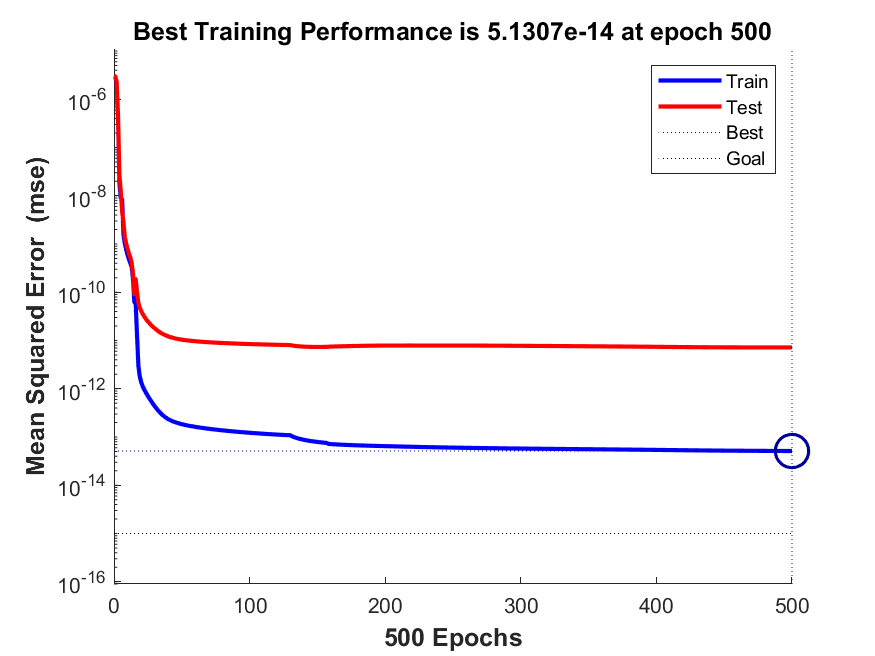 Best Training Performance is 5.1307e-14 at epoch 500
Train
Test
Best
Goal
Mean Squared Error (mse)
10^-6
10^-8
10^-10
10^-12
10^-14
10^-16
0 100 200 300 400 500
500 Epochs